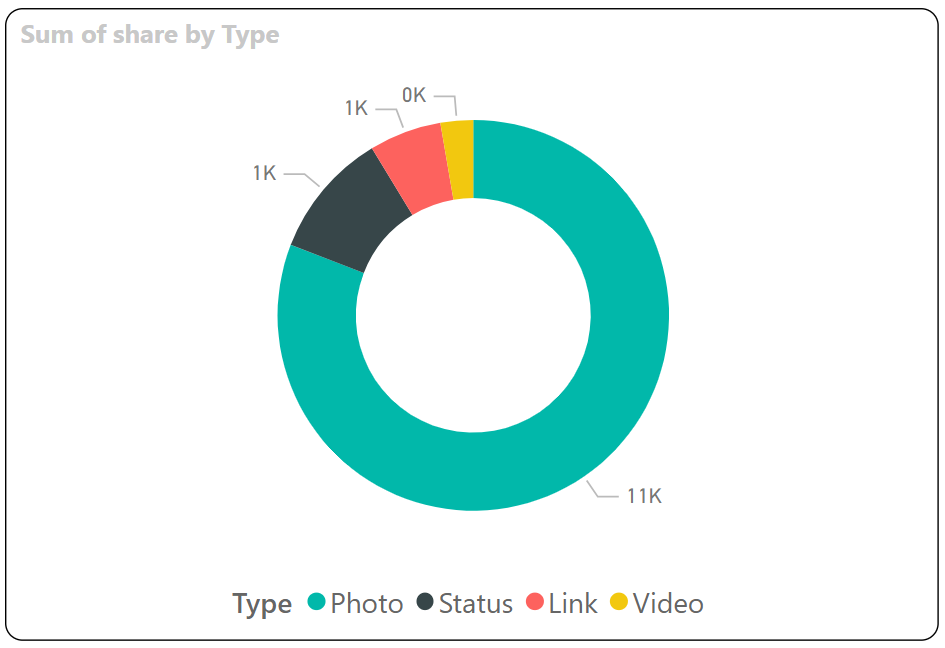 Sum of share by Type
0K
1K
1K
11K
Type Photo Status Link Video